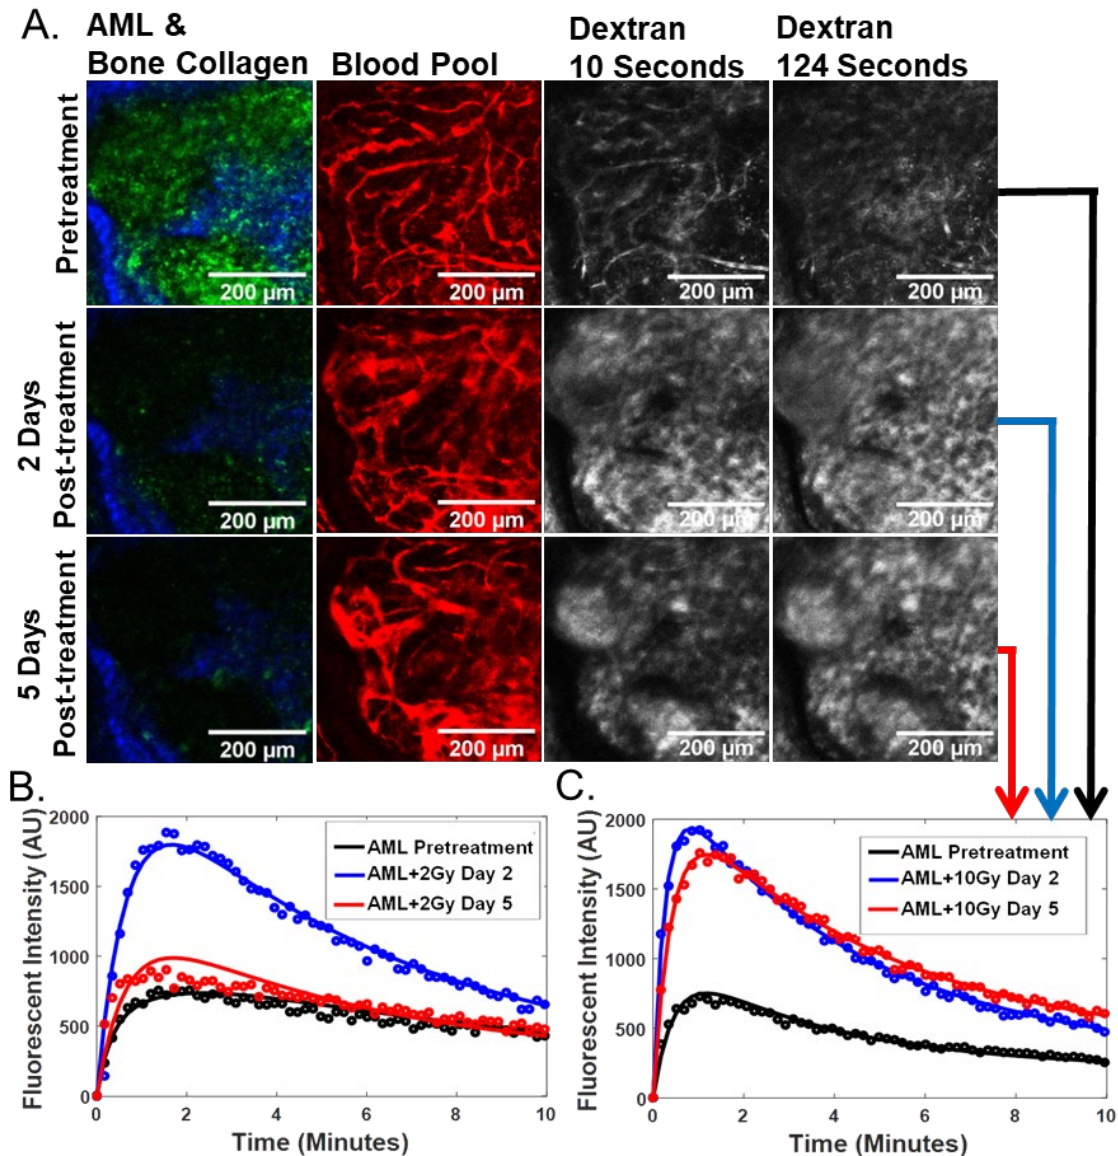 A.
AML &
Bone Collagen
Blood Pool
Dextran
10 Seconds
Dextran
124 Seconds
Pretreatment
200 µm
200 µm
200 µm
200 µm
2 Days
Post-treatment
200 µm
200 µm
200 µm
200 µm
5 Days
Post-treatment
200 µm
200 µm
200 µm
200 µm
B.
Fluorescent Intensity (AU)
2000
1500
1000
500
0
0
2
4
6
8
10
Time (Minutes)
AML Pretreatment
AML+2Gy Day 2
AML+2Gy Day 5
C.
Fluorescent Intensity (AU)
2000
1500
1000
500
0
0
2
4
6
8
10
Time (Minutes)
AML Pretreatment
AML+10Gy Day 2
AML+10Gy Day 5